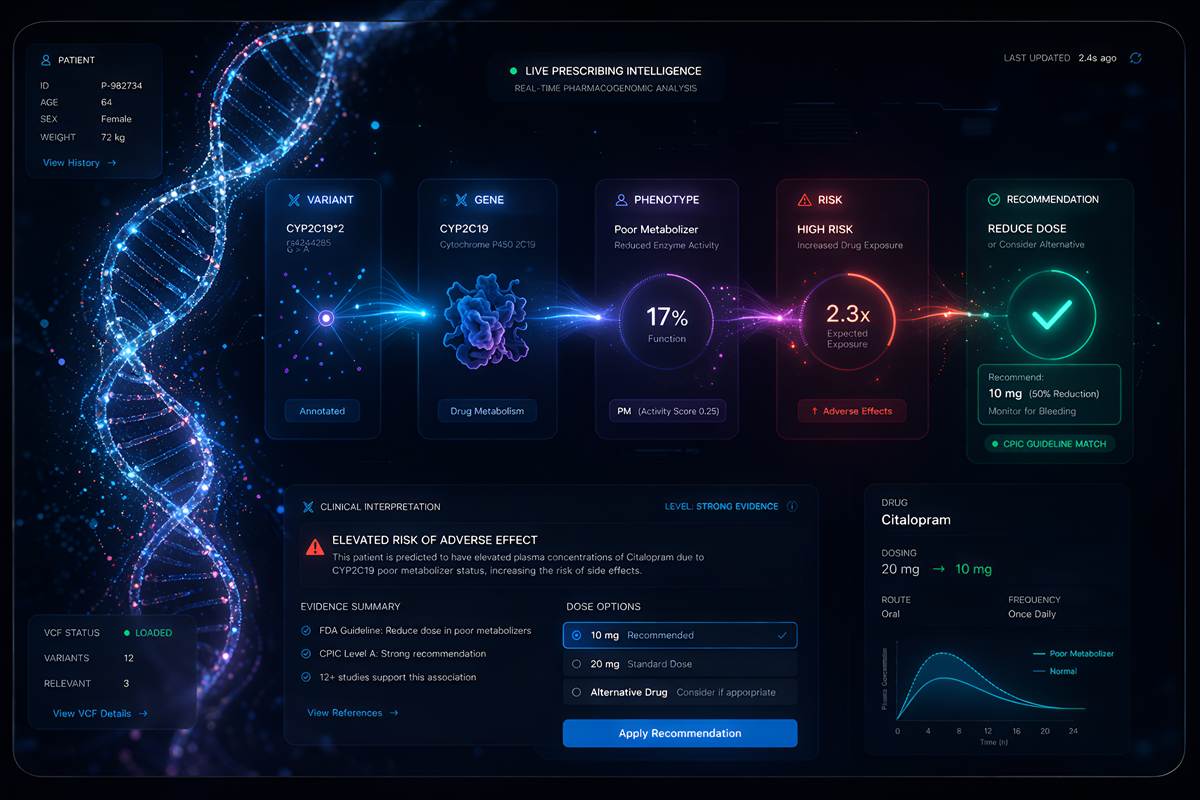 PATIENT
ID P-982734
AGE 64
SEX Female
WEIGHT 72 kg
View History →
LIVE PRESCRIBING INTELLIGENCE
REAL-TIME PHARMACOGENOMIC ANALYSIS
LAST UPDATED 2.4s ago
VARIANT
CYP2C19*2
rs4244285
G > A
Annotated
GENE
CYP2C19
Cytochrome P450 2C19
Drug Metabolism
PHENOTYPE
Poor Metabolizer
Reduced Enzyme Activity
17%
Function
PM (Activity Score 0.25)
RISK
HIGH RISK
Increased Drug Exposure
2.3x
Expected
Exposure
↑ Adverse Effects
RECOMMENDATION
REDUCE DOSE
or Consider Alternative
Recommend:
10 mg (50% Reduction)
Monitor for Bleeding
CPIC GUIDELINE MATCH
CLINICAL INTERPRETATION
LEVEL: STRONG EVIDENCE
ELEVATED RISK OF ADVERSE EFFECT
This patient is predicted to have elevated plasma concentrations of Citalopram due to
CYP2C19 poor metabolizer status, increasing the risk of side effects.
EVIDENCE SUMMARY
FDA Guideline: Reduce dose in poor metabolizers
CPIC Level A: Strong recommendation
12+ studies support this association
View References →
DOSE OPTIONS
10 mg Recommended
20 mg Standard Dose
Alternative Drug Consider if appoipriate
Apply Recommendation
DRUG
Citalopram
DOSING
20 mg → 10 mg
ROUTE
Oral
FREQUENCY
Once Daily
Poor Metabolizer
Normal
0 4 8 12 16 20 24
Time (h)
VCF STATUS LOADED
VARIANTS 12
RELEVANT 3
View VCF Details →